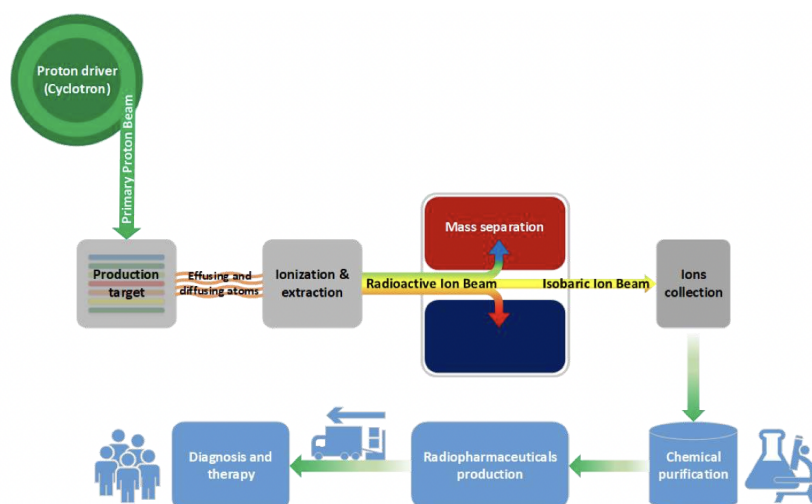 Proton driver
(Cyclotron)
Primary Proton Beam
Production
target
Effusing and
diffusing atoms
Ionization &
extraction
Radioactive Ion Beam
Mass separation
Isobaric Ion Beam
Ions
collection
Diagnosis and
therapy
Radiopharmaceuticals
production
Chemical
purification